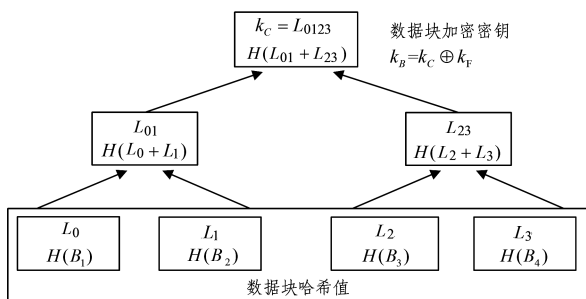 k_C = L_0123
H(L_01 + L_23)
数据块加密密钥
k_B=k_C ⊕ k_F
L_01
H(L_0 + L_1)
L_23
H(L_2 + L_3)
L_0
H(B_1)
L_1
H(B_2)
L_2
H(B_3)
L_3
H(B_4)
数据块哈希值